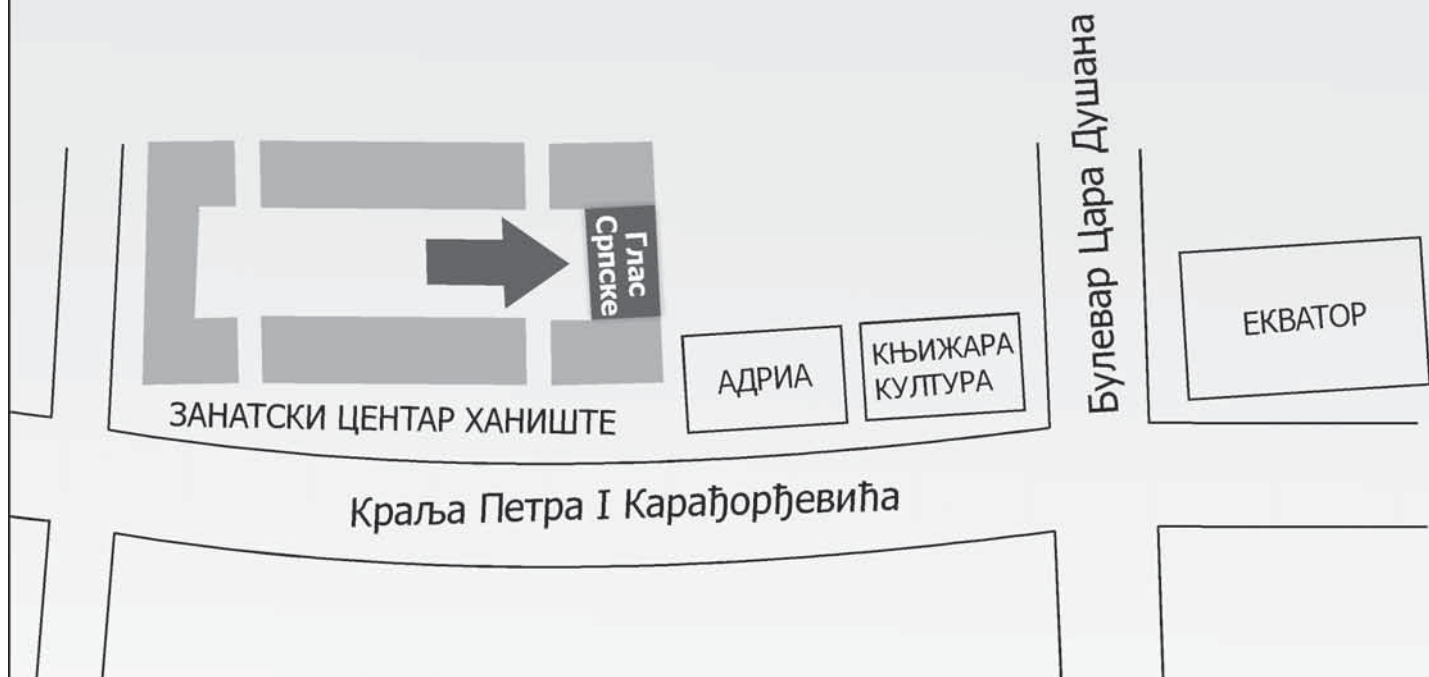 Булевар Цара Душана
Глас
Српске
ЕКВАТОР
АДРИА
КЊИЖАРА
КУЛТУРА
ЗАНАТСКИ ЦЕНТАР ХАНИШТЕ
Краља Петра I Карађорђевића